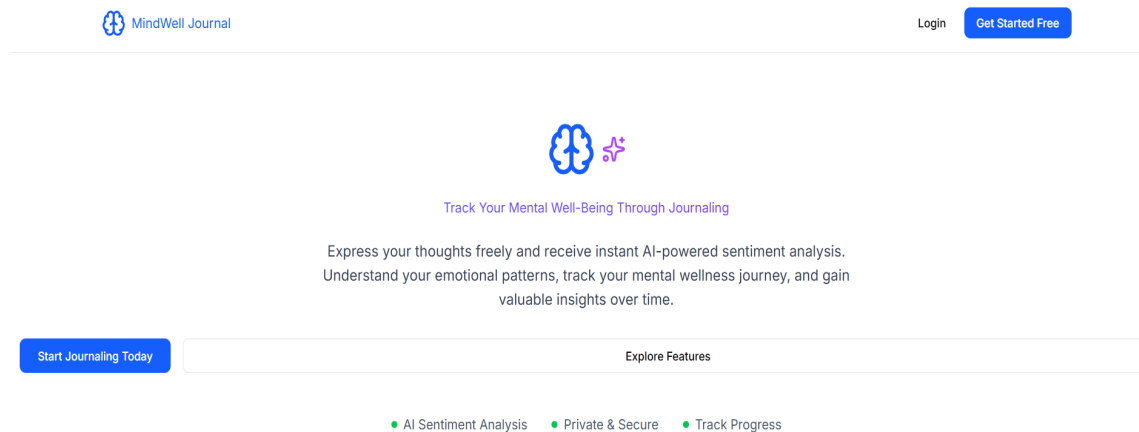 MindWell Journal
Login
Get Started Free
Track Your Mental Well-Being Through Journaling
Express your thoughts freely and receive instant AI-powered sentiment analysis.
Understand your emotional patterns, track your mental wellness journey, and gain
valuable insights over time.
Start Journaling Today
Explore Features
AI Sentiment Analysis
Private & Secure
Track Progress